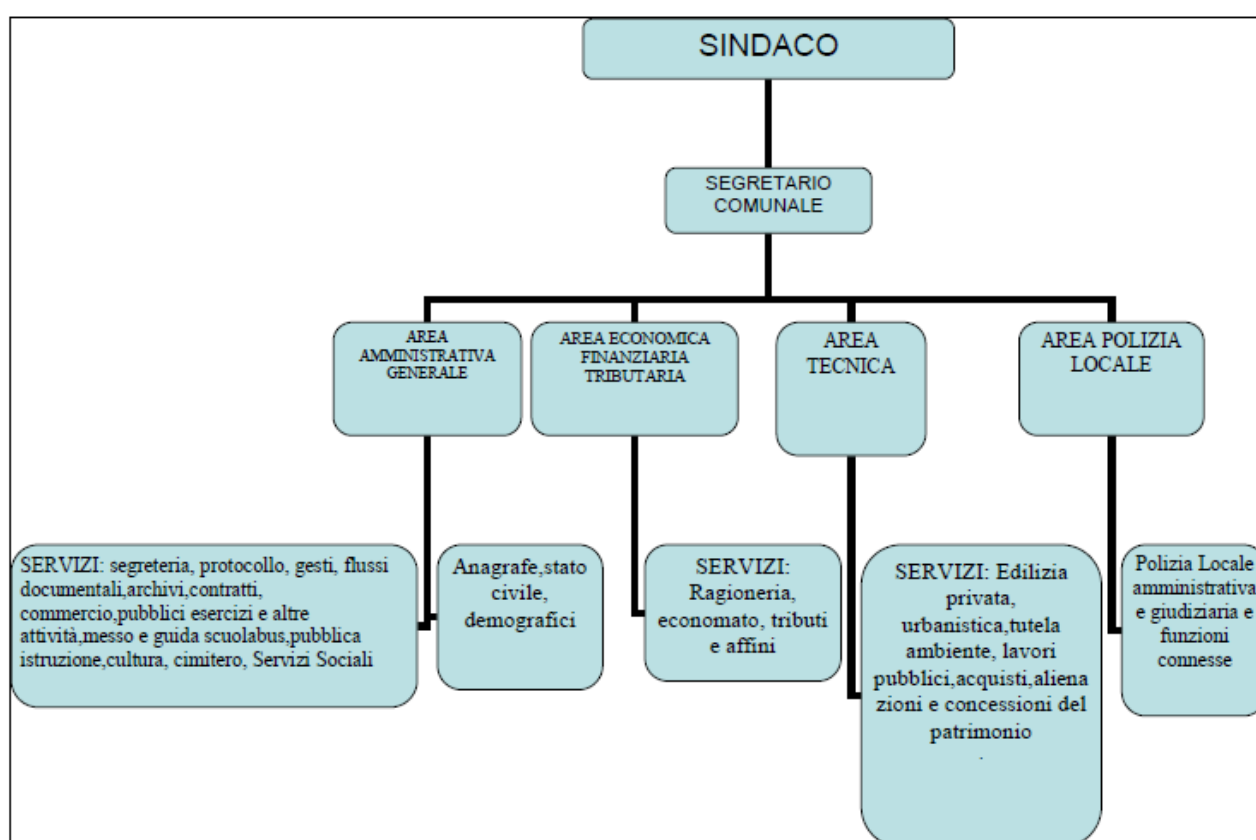 SINDACO
SEGRETARIO
COMUNALE
AREA
AMMINISTRATIVA
GENERALE
AREA ECONOMICA
FINANZIARIA
TRIBUTARIA
AREA
TECNICA
AREA POLIZIA
LOCALE
SERVIZI: segreteria, protocollo, gesti, flussi
documentali,archivi,contratti,
commercio,pubblici esercizi e altre
attività,messo e guida scuolabus,pubblica
istruzione,cultura, cimitero, Servizi Sociali
Anagrafe,stato
civile,
demografici
SERVIZI:
Ragioneria,
economato, tributi
e affini
SERVIZI: Edilizia
privata,
urbanistica,tutela
ambiente, lavori
pubblici,acquisti,aliena
zioni e concessioni del
patrimonio
.
Polizia Locale
amministrativa
e giudiziaria e
funzioni
connesse